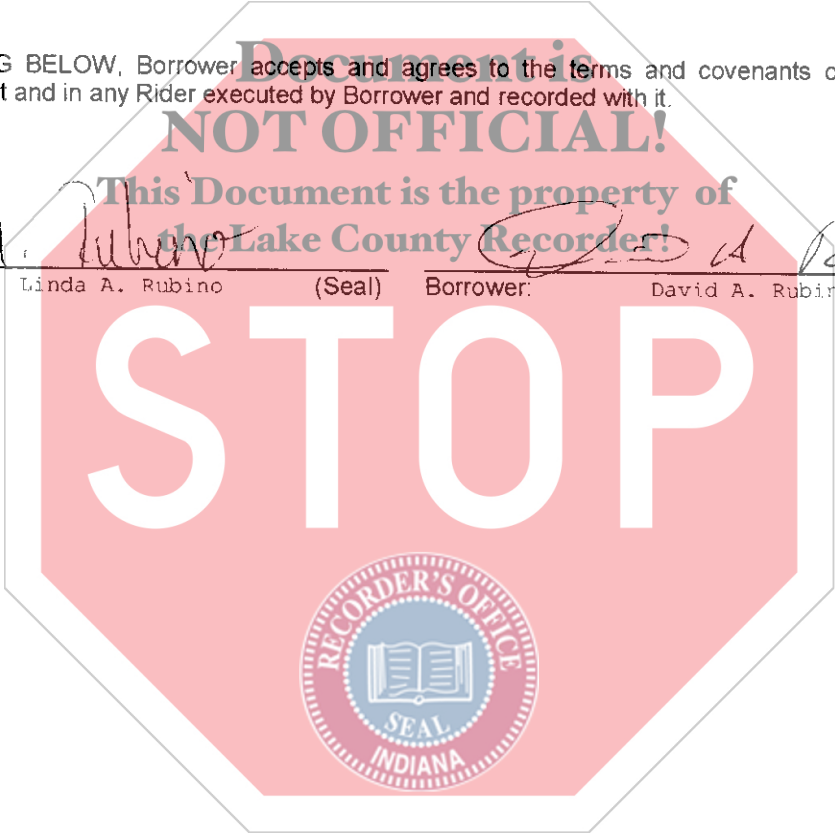 Document is
G BELOW, Borrower accepts and agrees to the terms and covenants c
t and in any Rider executed by Borrower and recorded with it.
NOT OFFICIAL!
This Document is the property of
the Lake County Recorder!
Rubino
Linda A. Rubino (Seal) Borrower: David A. Rubin
STOP
RECORDER'S OFFICE
SEAL
INDIANA